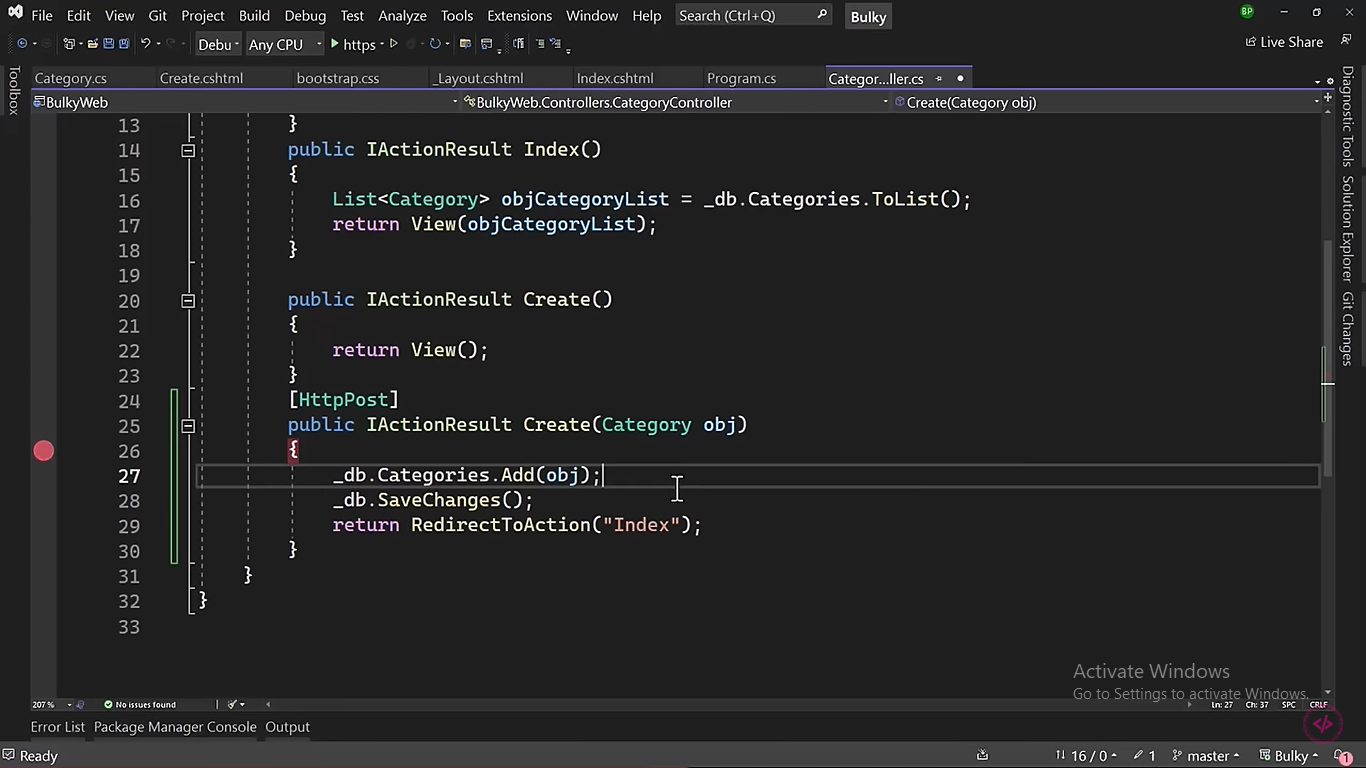 File Edit View Git Project Build Debug Test Analyze Tools Extensions Window Help Search (Ctrl+Q) Bulky BP
Debu Any CPU https Live Share
Category.cs Create.cshtml bootstrap.css _Layout.cshtml Index.cshtml Program.cs Categor...ller.cs
BulkyWeb BulkyWeb.Controllers.CategoryController Create(Category obj)
Toolbox
Diagnostic Tools Solution Explorer Git Changes
13 }
14 public IActionResult Index()
15 {
16 List<Category> objCategoryList = _db.Categories.ToList();
17 return View(objCategoryList);
18 }
19
20 public IActionResult Create()
21 {
22 return View();
23 }
24 [HttpPost]
25 public IActionResult Create(Category obj)
26 {
27 _db.Categories.Add(obj);
28 _db.SaveChanges();
29 return RedirectToAction("Index");
30 }
31 }
32 }
33
Activate Windows
Go to Settings to activate Windows.
207 % No issues found Ln: 27 Ch: 37 SPC CRLF
Error List Package Manager Console Output
Ready 16 / 0 1 master Bulky 1